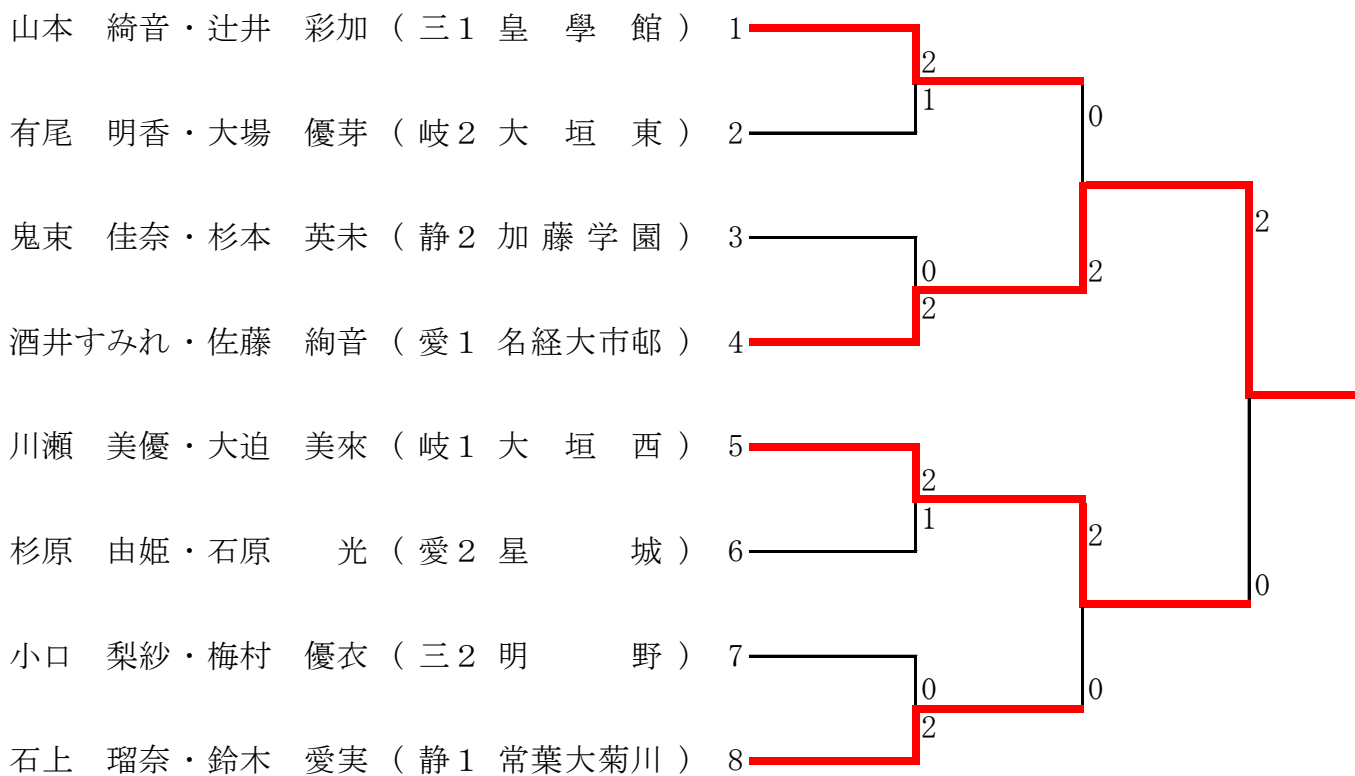 山本　綺音・辻井　彩加 ( 三１ 皇　學　館 ) 1
2
1
0
有尾　明香・大場　優芽 ( 岐２ 大　垣　東 ) 2
2
鬼束　佳奈・杉本　英未 ( 静２ 加藤学園 ) 3
0
2
2
酒井すみれ・佐藤　絢音 ( 愛１ 名経大市邨 ) 4
川瀬　美優・大迫　美來 ( 岐１ 大　垣　西 ) 5
2
1
2
杉原　由姫・石原　　光 ( 愛２ 星　　　城 ) 6
0
小口　梨紗・梅村　優衣 ( 三２ 明　　　野 ) 7
0
0
2
石上　瑠奈・鈴木　愛実 ( 静１ 常葉大菊川 ) 8